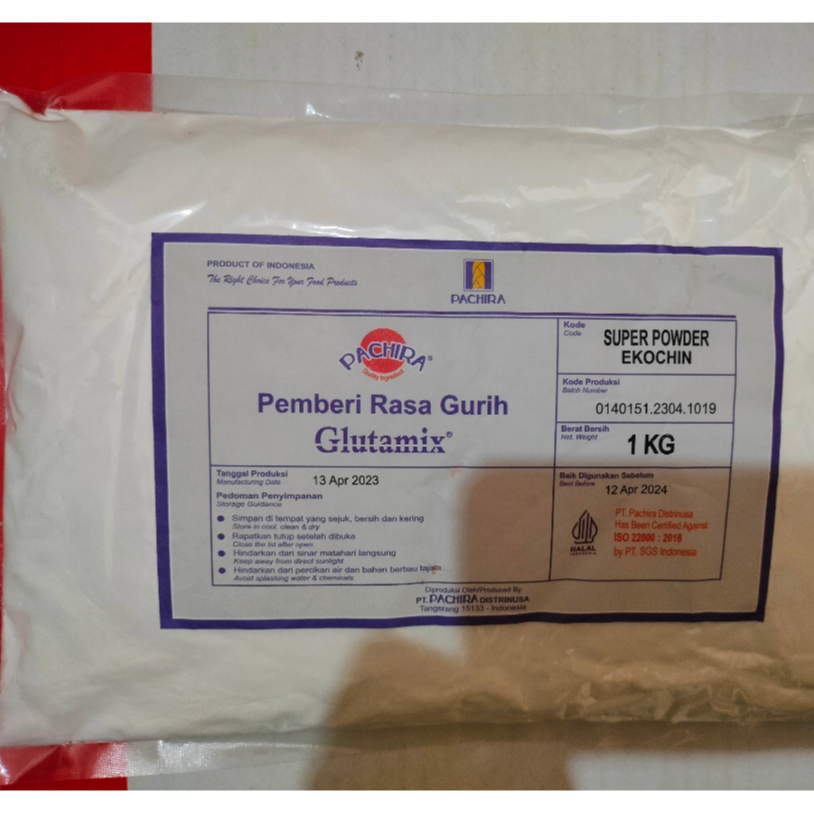 PRODUCT OF INDONESIA
The Right Choice For Your Food Products
PACHIRA
PACHIRA®
Quality Ingredient
Pemberi Rasa Gurih
Glutamix®
Kode
Code
SUPER POWDER
EKOCHIN
Kode Produksi
Batch Number
0140151.2304.1019
Berat Bersih
Net. Weight
1 KG
Tanggal Produksi
Manufacturing Date
13 Apr 2023
Baik Digunakan Sebelum
Best Before
12 Apr 2024
Pedoman Penyimpanan
Storage Guidance
● Simpan di tempat yang sejuk, bersih dan kering
Store in cool, clean & dry
● Rapatkan tutup setelah dibuka
Close the lid after open
● Hindarkan dari sinar matahari langsung
Keep away from direct sunlight
● Hindarkan dari percikan air dan bahan berbau tajam
Avoid splashing water & chemicals
HALAL
INDONESIA
PT. Pachira Distrinusa
Has Been Certified Against
ISO 22000 : 2018
by PT. SGS Indonesia
Diproduksi Oleh/Produced By
PT. PACHIRA DISTRINUSA
Tangerang 15133 - Indonesia